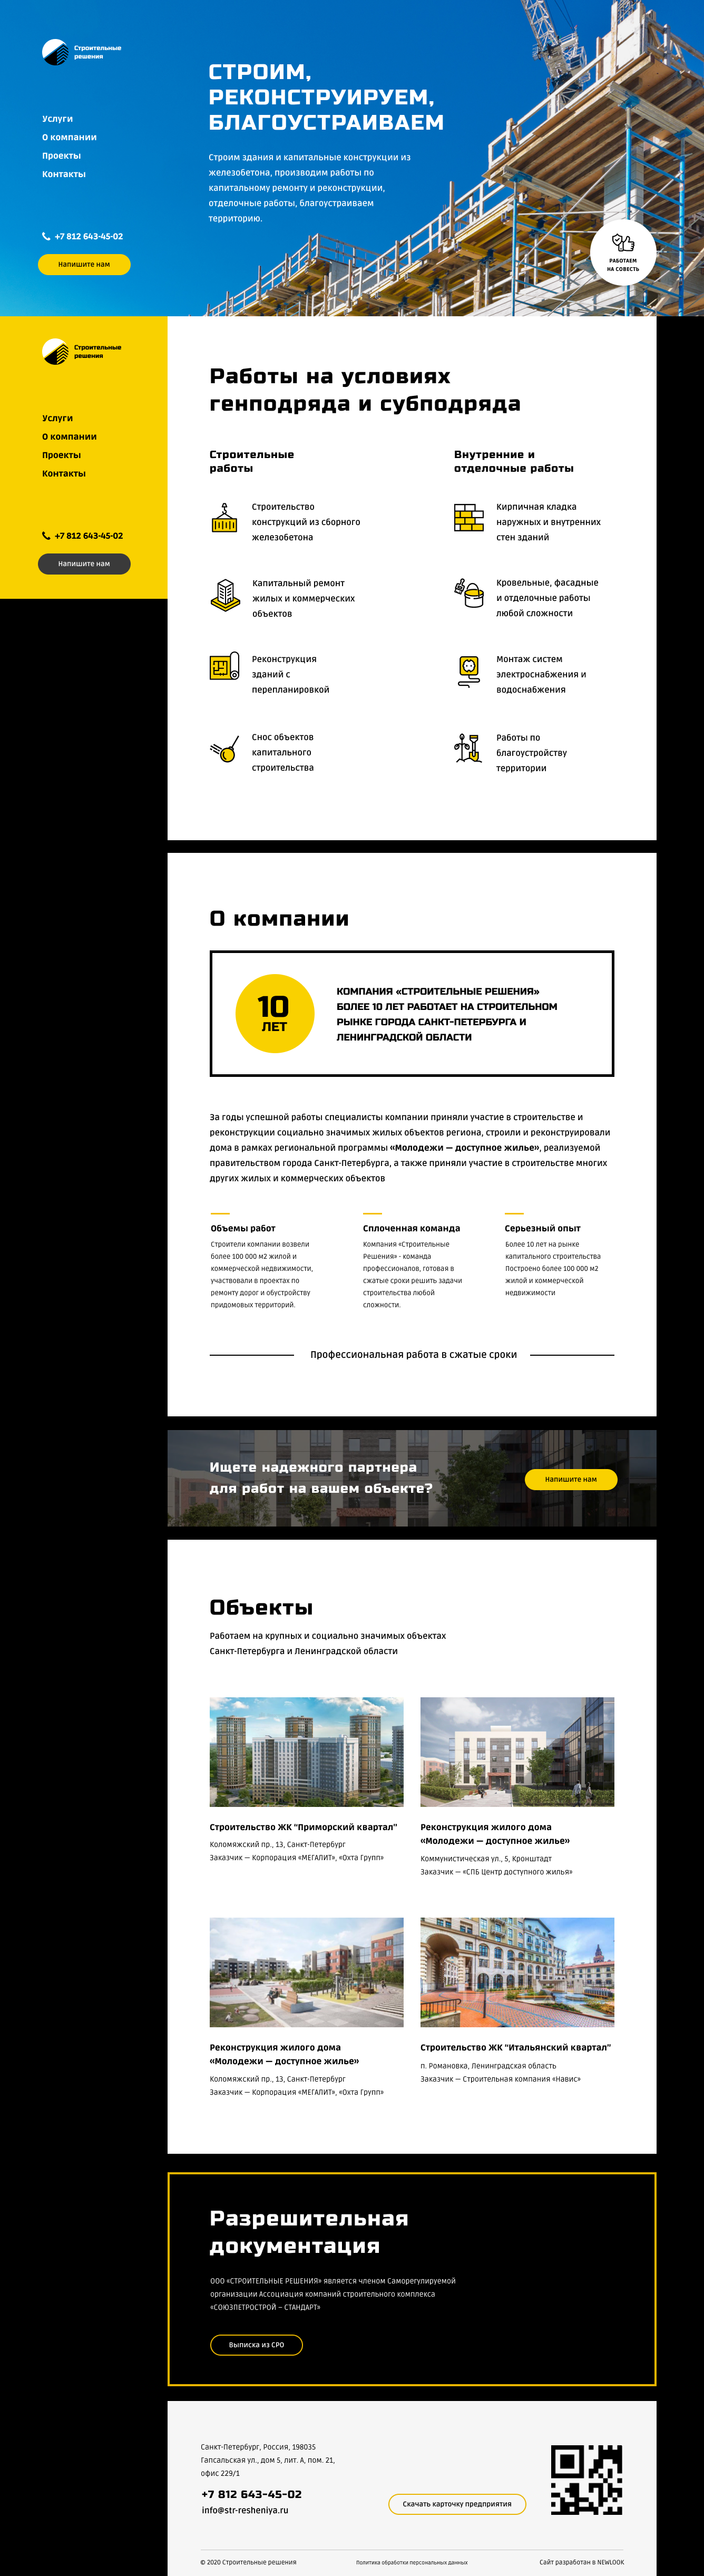 Строительные
решения
Услуги
О компании
Проекты
Контакты
+7 812 643-45-02
Напишите нам
СТРОИМ,
РЕКОНСТРУИРУЕМ,
БЛАГОУСТРАИВАЕМ
Строим здания и капитальные конструкции из
железобетона, производим работы по
капитальному ремонту и реконструкции,
отделочные работы, благоустраиваем
территорию.
РАБОТАЕМ
НА СОВЕСТЬ
Строительные
решения
Услуги
О компании
Проекты
Контакты
+7 812 643-45-02
Напишите нам
Работы на условиях
генподряда и субподряда
Строительные
работы
Строительство
конструкций из сборного
железобетона
Капитальный ремонт
жилых и коммерческих
объектов
Реконструкция
зданий с
перепланировкой
Снос объектов
капитального
строительства
Внутренние и
отделочные работы
Кирпичная кладка
наружных и внутренних
стен зданий
Кровельные, фасадные
и отделочные работы
любой сложности
Монтаж систем
электроснабжения и
водоснабжения
Работы по
благоустройству
территории
О компании
10
ЛЕТ
КОМПАНИЯ «СТРОИТЕЛЬНЫЕ РЕШЕНИЯ»
БОЛЕЕ 10 ЛЕТ РАБОТАЕТ НА СТРОИТЕЛЬНОМ
РЫНКЕ ГОРОДА САНКТ-ПЕТЕРБУРГА И
ЛЕНИНГРАДСКОЙ ОБЛАСТИ
За годы успешной работы специалисты компании приняли участие в строительстве и
реконструкции социально значимых жилых объектов региона, строили и реконструировали
дома в рамках региональной программы «Молодежи — доступное жилье», реализуемой
правительством города Санкт-Петербурга, а также приняли участие в строительстве многих
других жилых и коммерческих объектов
Объемы работ
Строители компании возвели
более 100 000 м2 жилой и
коммерческой недвижимости,
участвовали в проектах по
ремонту дорог и обустройству
придомовых территорий.
Сплоченная команда
Компания «Строительные
Решения» - команда
профессионалов, готовая в
сжатые сроки решить задачи
строительства любой
сложности.
Серьезный опыт
Более 10 лет на рынке
капитального строительства
Построено более 100 000 м2
жилой и коммерческой
недвижимости
Профессиональная работа в сжатые сроки
Ищете надежного партнера
для работ на вашем объекте?
Напишите нам
Объекты
Работаем на крупных и социально значимых объектах
Санкт-Петербурга и Ленинградской области
Строительство ЖК "Приморский квартал"
Коломяжский пр., 13, Санкт-Петербург
Заказчик — Корпорация «МЕГАЛИТ», «Охта Групп»
Реконструкция жилого дома
«Молодежи — доступное жилье»
Коммунистическая ул., 5, Кронштадт
Заказчик — «СПБ Центр доступного жилья»
Реконструкция жилого дома
«Молодежи — доступное жилье»
Коломяжский пр., 13, Санкт-Петербург
Заказчик — Корпорация «МЕГАЛИТ», «Охта Групп»
Строительство ЖК "Итальянский квартал"
п. Романовка, Ленинградская область
Заказчик — Строительная компания «Навис»
Разрешительная
документация
ООО «СТРОИТЕЛЬНЫЕ РЕШЕНИЯ» является членом Саморегулируемой
организации Ассоциация компаний строительного комплекса
«СОЮЗПЕТРОСТРОЙ – СТАНДАРТ»
Выписка из СРО
Санкт-Петербург, Россия, 198035
Гапсальская ул., дом 5, лит. А, пом. 21,
офис 229/1
+7 812 643-45-02
info@str-resheniya.ru
Скачать карточку предприятия
© 2020 Строительные решения
Политика обработки персональных данных
Сайт разработан в NEWLOOK